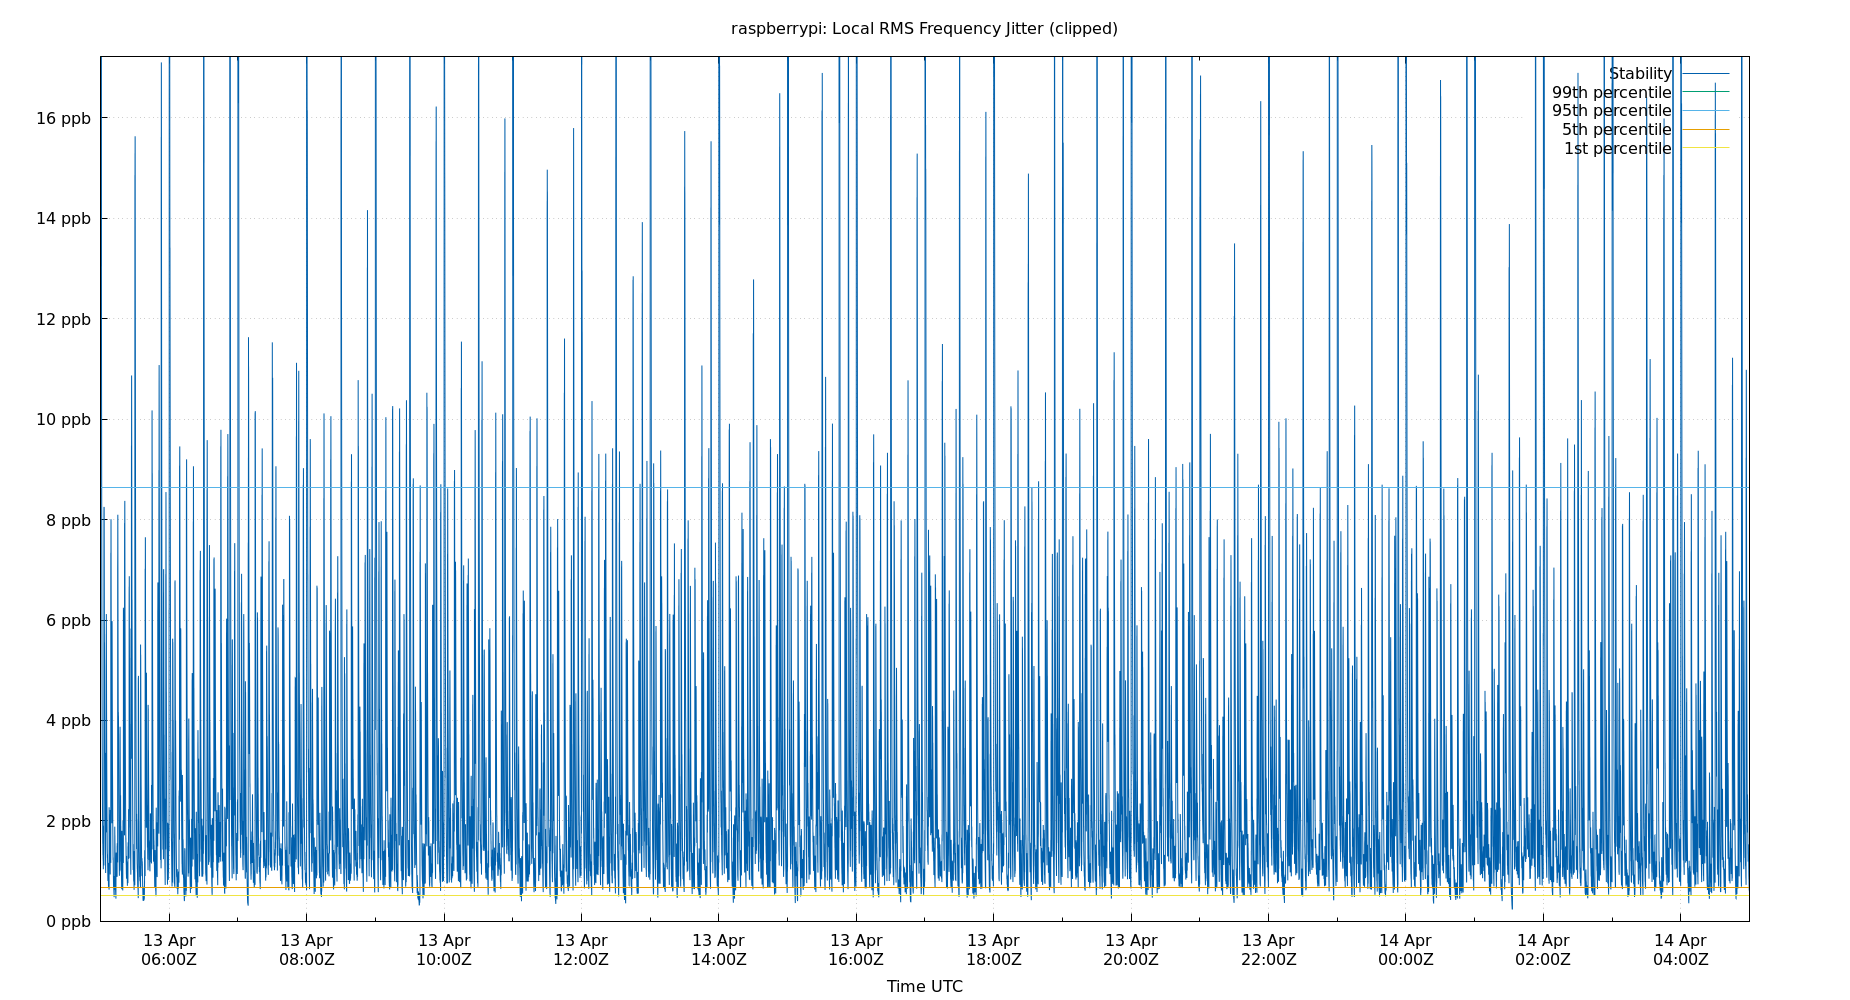 raspberrypi: Local RMS Frequency Jitter (clipped)
Stability
99th percentile
95th percentile
5th percentile
1st percentile
16 ppb
14 ppb
12 ppb
10 ppb
8 ppb
6 ppb
4 ppb
2 ppb
0 ppb
13 Apr 13 Apr 13 Apr 13 Apr 13 Apr 13 Apr 13 Apr 13 Apr 13 Apr 14 Apr 14 Apr 14 Apr
06:00Z 08:00Z 10:00Z 12:00Z 14:00Z 16:00Z 18:00Z 20:00Z 22:00Z 00:00Z 02:00Z 04:00Z
Time UTC